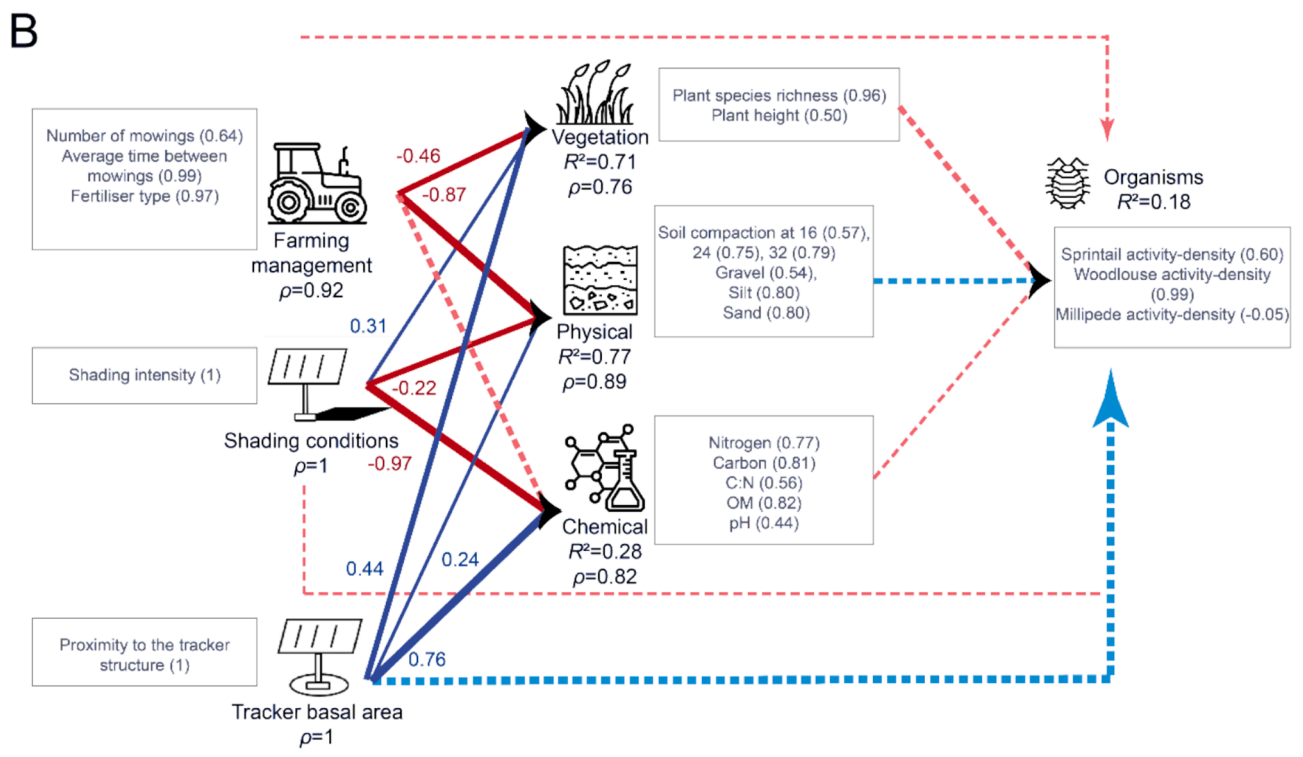 B
Number of mowings (0.64)
Average time between
mowings (0.99)
Fertiliser type (0.97)
Farming
management
ρ=0.92
Shading intensity (1)
Shading conditions
ρ=1
Proximity to the tracker
structure (1)
Tracker basal area
ρ=1
-0.46
-0.87
0.31
-0.22
-0.97
0.44
0.24
0.76
Vegetation
R²=0.71
ρ=0.76
Physical
R²=0.77
ρ=0.89
Chemical
R²=0.28
ρ=0.82
Plant species richness (0.96)
Plant height (0.50)
Soil compaction at 16 (0.57),
24 (0.75), 32 (0.79)
Gravel (0.54),
Silt (0.80)
Sand (0.80)
Nitrogen (0.77)
Carbon (0.81)
C:N (0.56)
OM (0.82)
pH (0.44)
Organisms
R²=0.18
Sprintail activity-density (0.60)
Woodlouse activity-density
(0.99)
Millipede activity-density (-0.05)